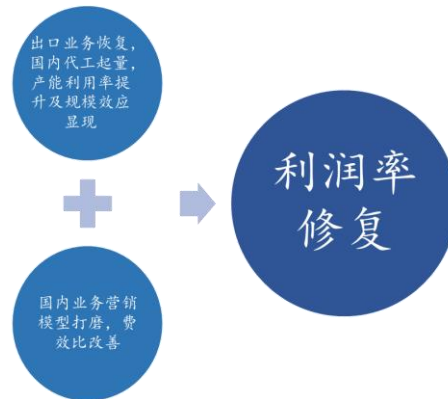 出口业务恢复，
国内代工起量，
产能利用率提
升及规模效应
显现
国内业务营销
模型打磨，费
效比改善
利润率
修复